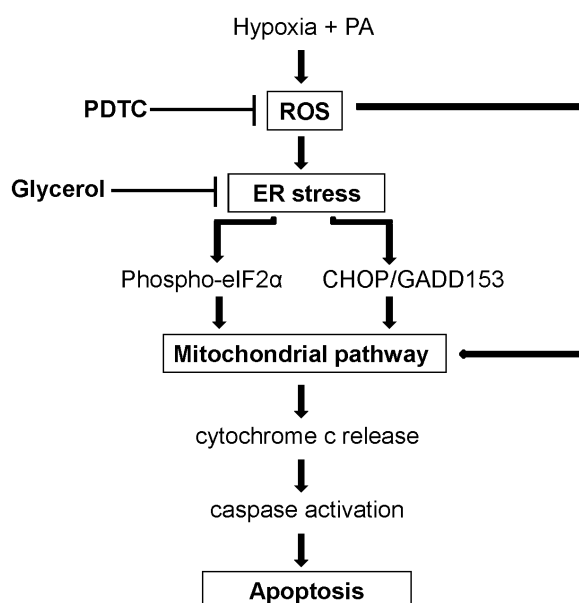 Hypoxia + PA
PDTC
ROS
Glycerol
ER stress
Phospho-eIF2α
CHOP/GADD153
Mitochondrial pathway
cytochrome c release
caspase activation
Apoptosis